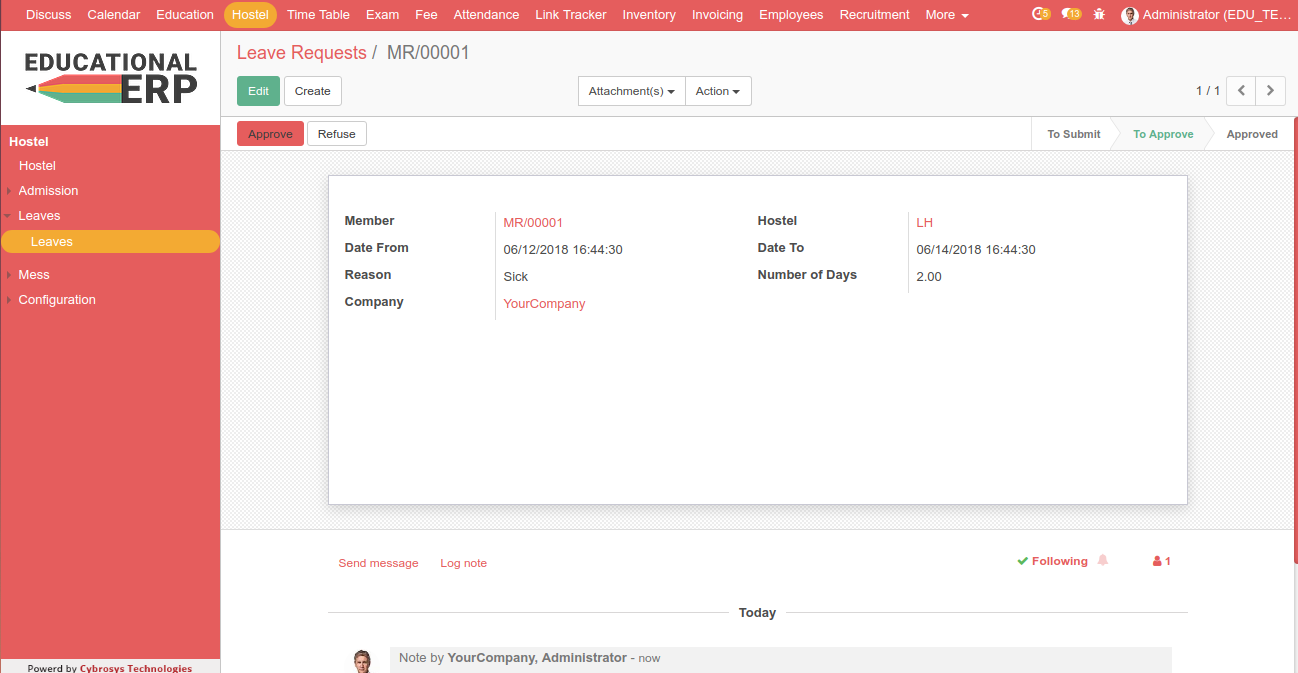 Discuss Calendar Education Hostel Time Table Exam Fee Attendance Link Tracker Inventory Invoicing Employees Recruitment More 5 13 Administrator (EDU_TE...
EDUCATIONAL
ERP
Leave Requests / MR/00001
Edit Create Attachment(s) Action 1 / 1
Approve Refuse To Submit To Approve Approved
Hostel
Hostel
Admission
Leaves
Leaves
Mess
Configuration
Member MR/00001 Hostel LH
Date From 06/12/2018 16:44:30 Date To 06/14/2018 16:44:30
Reason Sick Number of Days 2.00
Company YourCompany
Send message Log note Following 1
Today
Note by YourCompany, Administrator - now
Powerd by Cybrosys Technologies